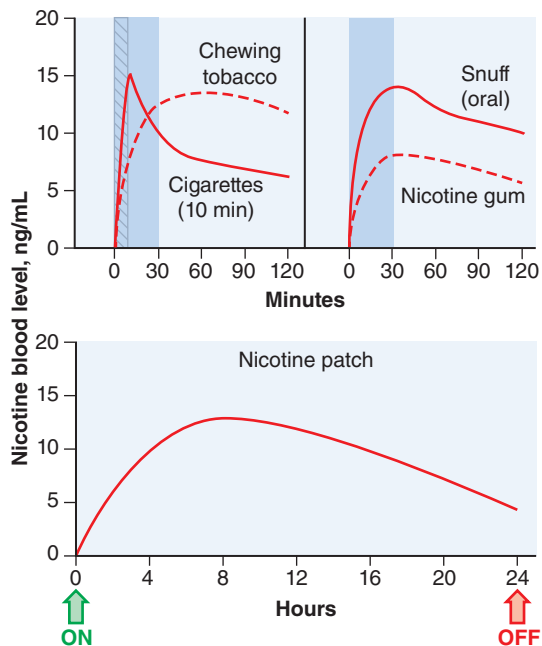 Nicotine blood level, ng/mL
20
15
10
5
0
Chewing
tobacco
Cigarettes
(10 min)
Snuff
(oral)
Nicotine gum
0 30 60 90 120 0 30 60 90 120
Minutes
20
15
10
5
0
Nicotine patch
0 4 8 12 16 20 24
Hours
ON
OFF